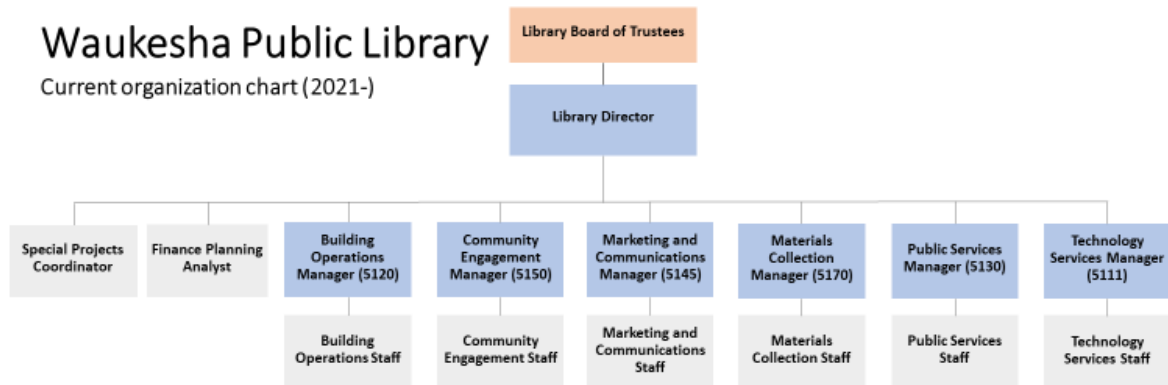 Waukesha Public Library
Current organization chart (2021-)
Library Board of Trustees
Library Director
Special Projects
Coordinator
Finance Planning
Analyst
Building
Operations
Manager (5120)
Community
Engagement
Manager (5150)
Marketing and
Communications
Manager (5145)
Materials
Collection
Manager (5170)
Public Services
Manager (5130)
Technology
Services Manager
(5111)
Building
Operations Staff
Community
Engagement Staff
Marketing and
Communications
Staff
Materials
Collection Staff
Public Services
Staff
Technology
Services Staff